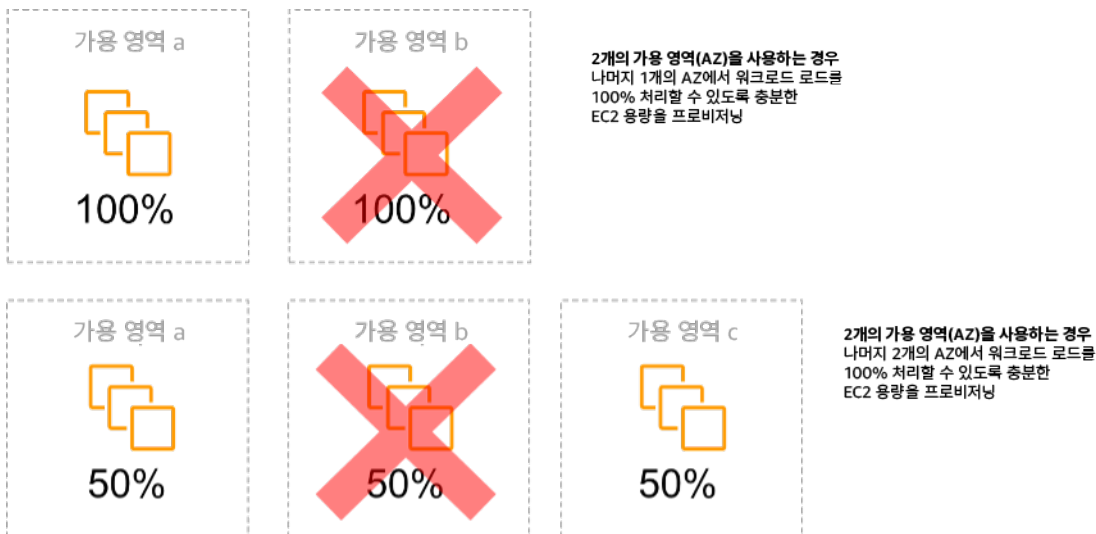 가용 영역 a
가용 영역 b
2개의 가용 영역(AZ)을 사용하는 경우
나머지 1개의 AZ에서 워크로드 로드를
100% 처리할 수 있도록 충분한
EC2 용량을 프로비저닝
100%
100%
가용 영역 a
가용 영역 b
가용 영역 c
2개의 가용 영역(AZ)을 사용하는 경우
나머지 2개의 AZ에서 워크로드 로드를
100% 처리할 수 있도록 충분한
EC2 용량을 프로비저닝
50%
50%
50%